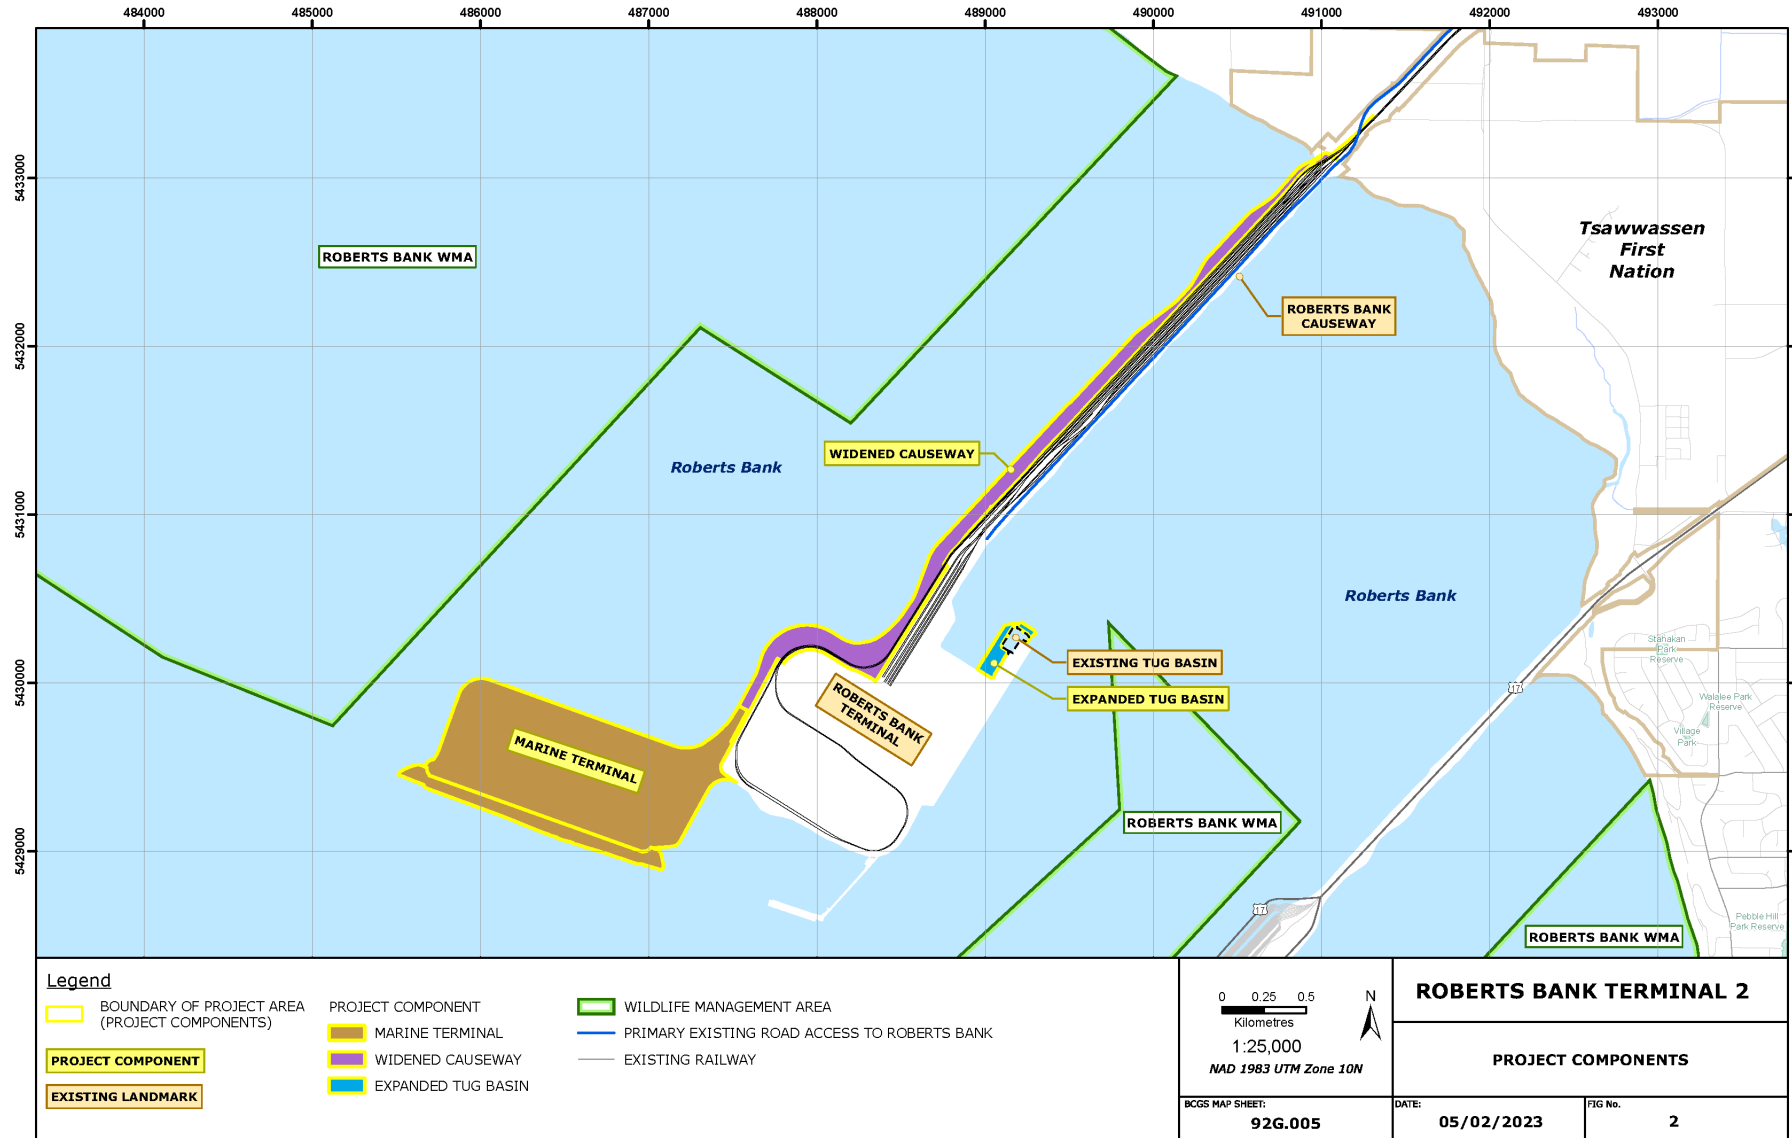 484000 485000 486000 487000 488000 489000 490000 491000 492000 493000
5433000
5432000
5431000
5430000
5429000
ROBERTS BANK WMA
Tsawwassen
First
Nation
ROBERTS BANK
CAUSEWAY
WIDENED CAUSEWAY
Roberts Bank
Roberts Bank
EXISTING TUG BASIN
EXPANDED TUG BASIN
ROBERTS BANK
TERMINAL
MARINE TERMINAL
ROBERTS BANK WMA
ROBERTS BANK WMA
Stahakan
Park
Reserve
Walalee Park
Reserve
Village
Park
Pebble Hill
Park Reserve
17
17
Legend
BOUNDARY OF PROJECT AREA
(PROJECT COMPONENTS)
PROJECT COMPONENT
EXISTING LANDMARK
PROJECT COMPONENT
MARINE TERMINAL
WIDENED CAUSEWAY
EXPANDED TUG BASIN
WILDLIFE MANAGEMENT AREA
PRIMARY EXISTING ROAD ACCESS TO ROBERTS BANK
EXISTING RAILWAY
0 0.25 0.5
Kilometres
N
1:25,000
NAD 1983 UTM Zone 10N
BCGS MAP SHEET:
92G.005
ROBERTS BANK TERMINAL 2
PROJECT COMPONENTS
DATE:
05/02/2023
FIG No.
2